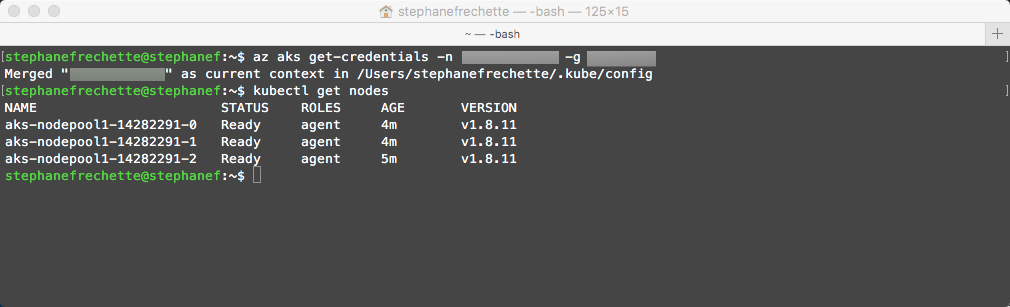 stephanefrechette — -bash — 125×15
~ — -bash
[stephanefrechette@stephanef:~$ az aks get-credentials -n -g ]
Merged " " as current context in /Users/stephanefrechette/.kube/config
[stephanefrechette@stephanef:~$ kubectl get nodes ]
NAME STATUS ROLES AGE VERSION
aks-nodepool1-14282291-0 Ready agent 4m v1.8.11
aks-nodepool1-14282291-1 Ready agent 4m v1.8.11
aks-nodepool1-14282291-2 Ready agent 5m v1.8.11
stephanefrechette@stephanef:~$